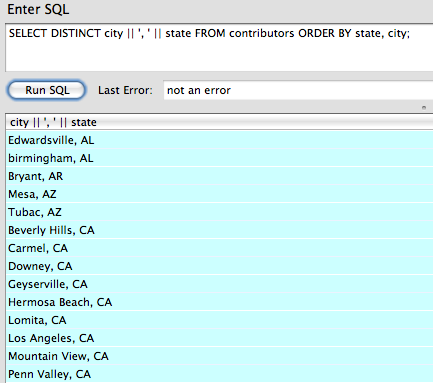 Enter SQL
SELECT DISTINCT city || ', ' || state FROM contributors ORDER BY state, city;
Run SQL Last Error: not an error
city || ', ' || state
Edwardsville, AL
birmingham, AL
Bryant, AR
Mesa, AZ
Tubac, AZ
Beverly Hills, CA
Carmel, CA
Downey, CA
Geyserville, CA
Hermosa Beach, CA
Lomita, CA
Los Angeles, CA
Mountain View, CA
Penn Valley, CA